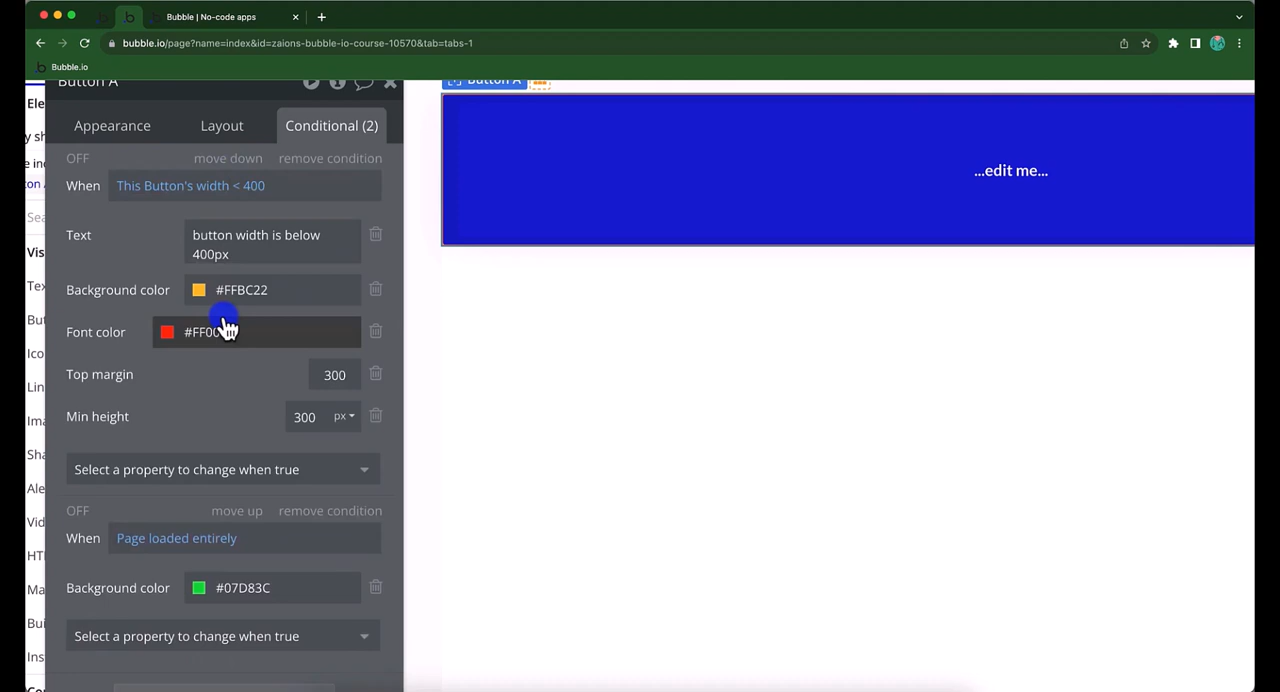 Bubble | No-code apps
bubble.io/page?name=index&id=zaions-bubble-io-course-10570&tab=tabs-1
Bubble.io
Button A
Button A
Appearance Layout Conditional (2)
OFF move down remove condition
When This Button's width < 400
Text button width is below
400px
Background color #FFBC22
Font color #FF00
Top margin 300
Min height 300 px
Select a property to change when true
OFF move up remove condition
When Page loaded entirely
Background color #07D83C
Select a property to change when true
...edit me...